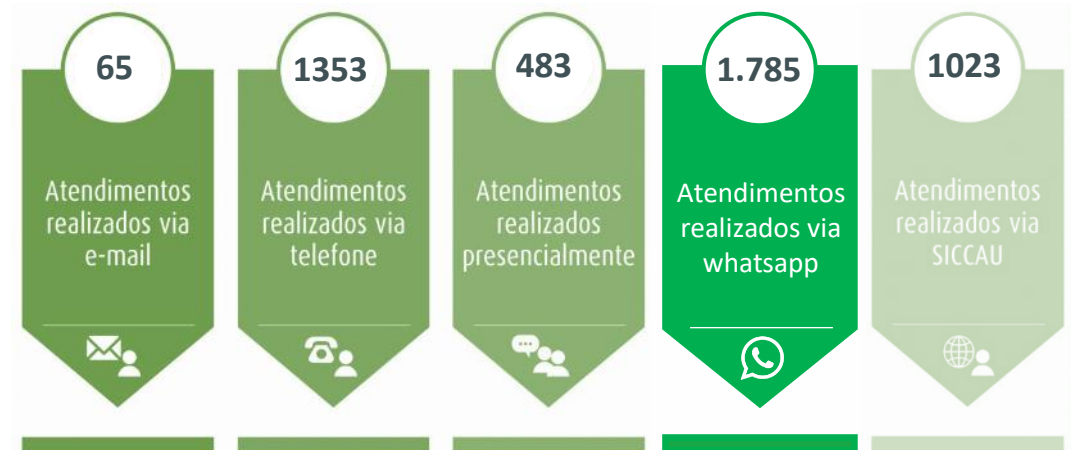 65
Atendimentos
realizados via
e-mail
1353
Atendimentos
realizados via
telefone
483
Atendimentos
realizados
presencialmente
1.785
Atendimentos
realizados via
whatsapp
1023
Atendimentos
realizados via
SICCAU